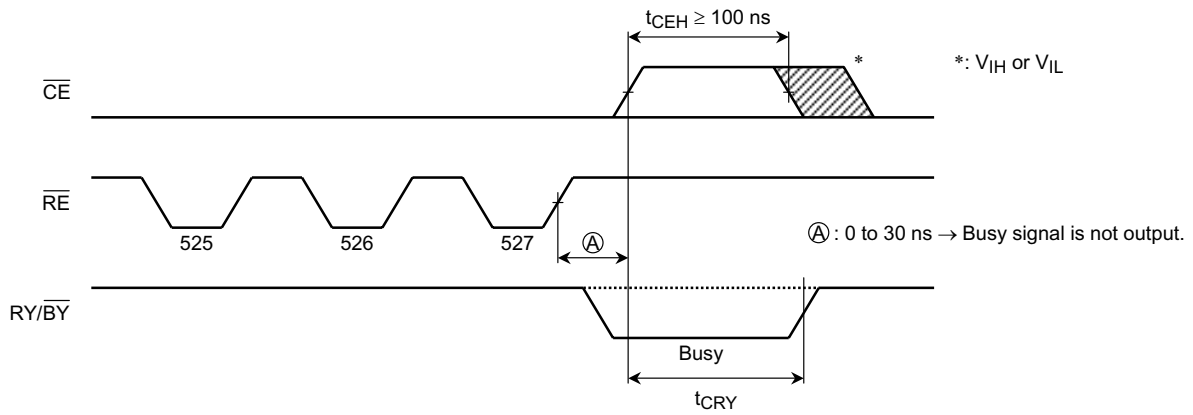 tCEH ≥ 100 ns
*
*: VIH or VIL
CE
RE
525
526
527
A
A : 0 to 30 ns → Busy signal is not output.
RY/BY
Busy
tCRY